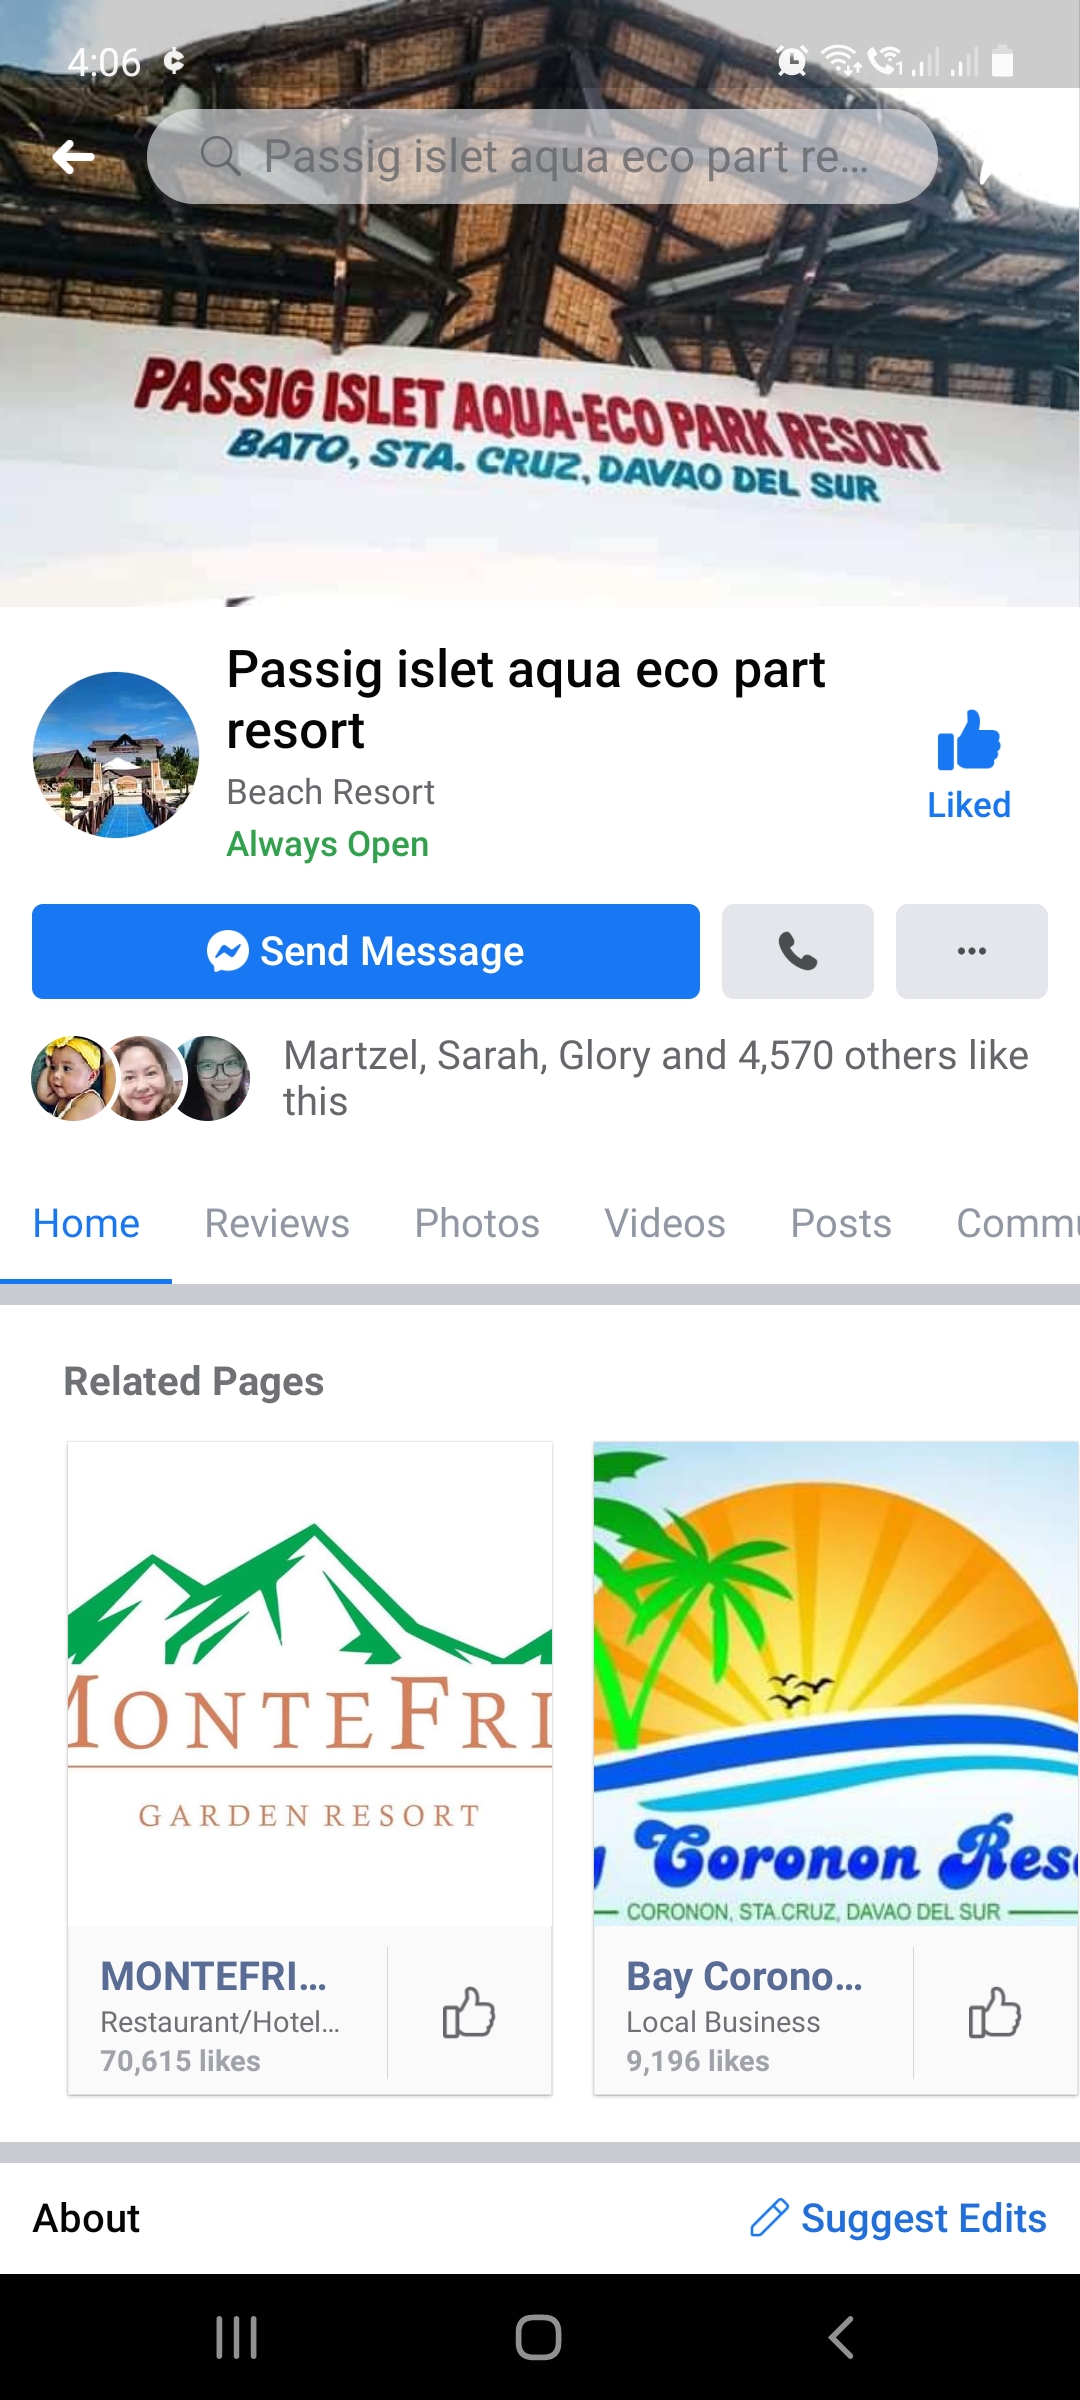 4:06
Passig islet aqua eco part re...
PASSIG ISLET AQUA-ECO PARK RESORT
BATO, STA. CRUZ, DAVAO DEL SUR
Passig islet aqua eco part
resort
Beach Resort
Always Open
Liked
Send Message
Martzel, Sarah, Glory and 4,570 others like
this
Home Reviews Photos Videos Posts Commu
Related Pages
MONTEFRI
GARDEN RESORT
y Coronon Reso
CORONON, STA.CRUZ, DAVAO DEL SUR
MONTEFRI...
Restaurant/Hotel...
70,615 likes
Bay Corono...
Local Business
9,196 likes
About
Suggest Edits